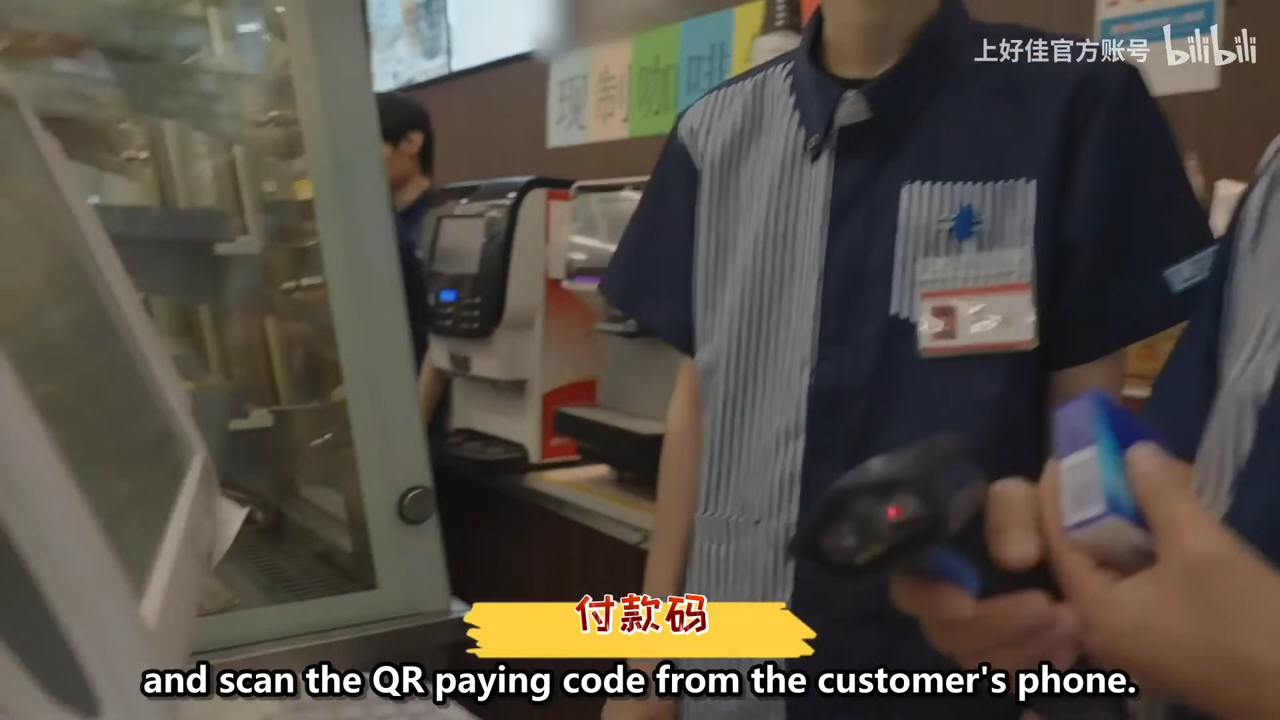 上好佳官方账号 bilibili
现制咖啡
付款码
and scan the QR paying code from the customer's phone.